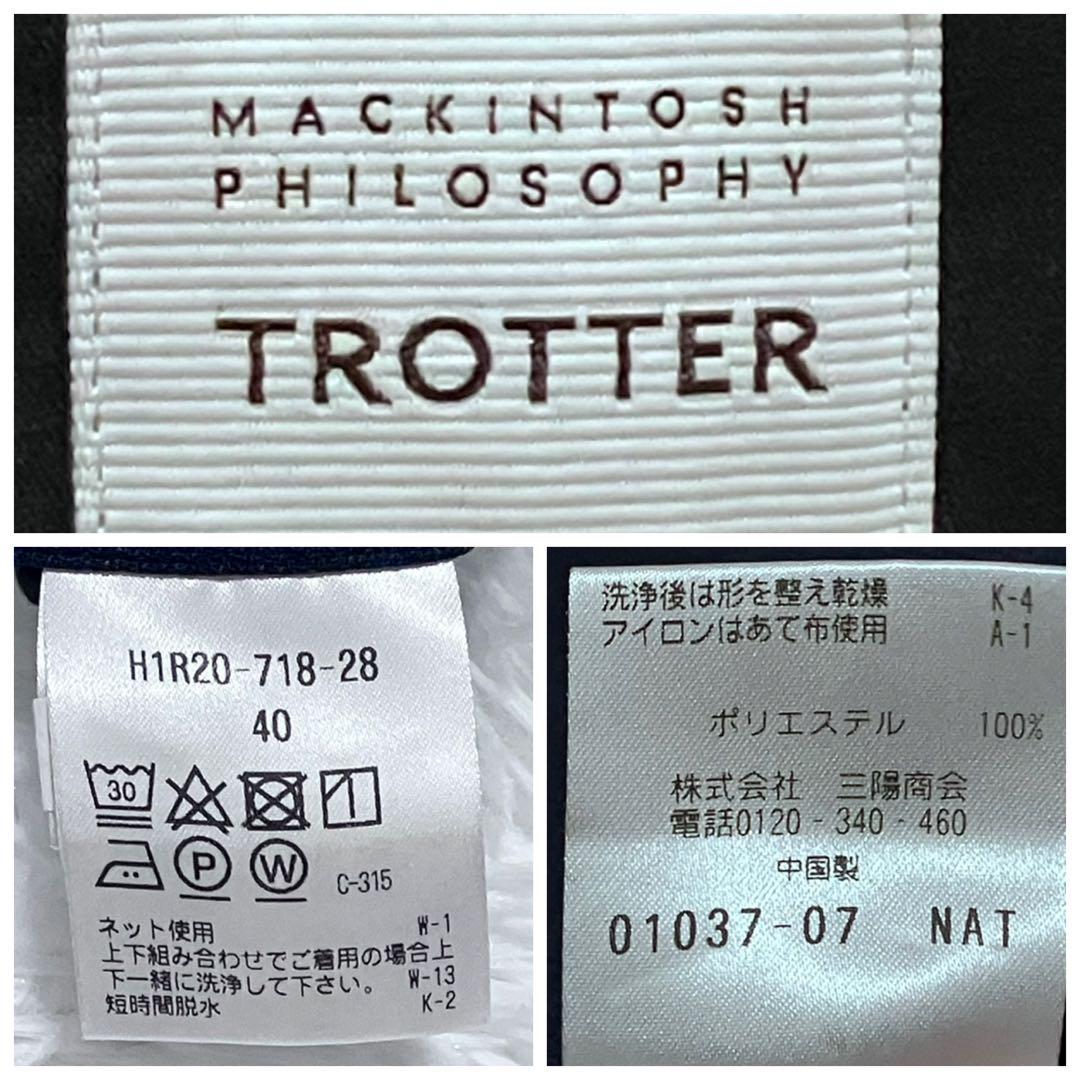 MACKINTOSH
PHILOSOPHY
TROTTER
H1R20-718-28
40
30
P W C-315
ネット使用 W-1
上下組み合わせでご着用の場合上
下一緒に洗浄して下さい。 W-13
短時間脱水 K-2
洗浄後は形を整え乾燥 K-4
アイロンはあて布使用 A-1
ポリエステル 100%
株式会社 三陽商会
電話0120-340-460
中国製
01037-07 NAT